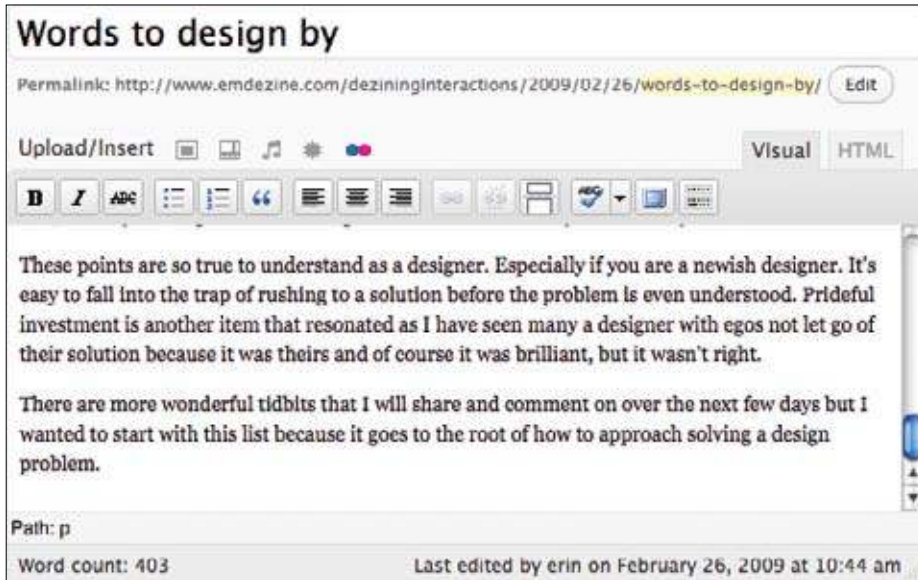 Words to design by
Permalink: http://www.emdezine.com/deziningInteractions/2009/02/26/words-to-design-by/ Edit
Upload/Insert Visual HTML
B I ABC ABC
These points are so true to understand as a designer. Especially if you are a newish designer. It's
easy to fall into the trap of rushing to a solution before the problem is even understood. Prideful
investment is another item that resonated as I have seen many a designer with egos not let go of
their solution because it was theirs and of course it was brilliant, but it wasn't right.
There are more wonderful tidbits that I will share and comment on over the next few days but I
wanted to start with this list because it goes to the root of how to approach solving a design
problem.
Path: p
Word count: 403 Last edited by erin on February 26, 2009 at 10:44 am